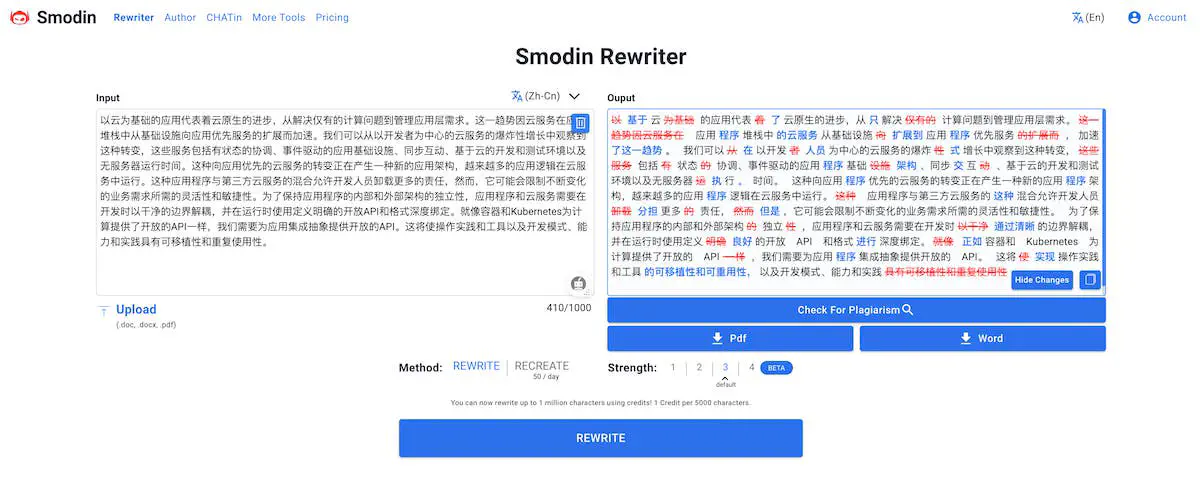 Smodin Rewriter Author CHATin More Tools Pricing (En) Account
Smodin Rewriter
Input (Zh-Cn)
以云为基础的应用代表着云原生的进步，从解决仅有的计算问题到管理应用层需求。这一趋势因云服务在应
堆栈中从基础设施向应用优先服务的扩展而加速。我们可以从以开发者为中心的云服务的爆炸性增长中观察到
这种转变，这些服务包括有状态的协调、事件驱动的应用基础设施、同步互动、基于云的开发和测试环境以及
无服务器运行时间。这种向应用优先的云服务的转变正在产生一种新的应用架构，越来越多的应用逻辑在云服
务中运行。这种应用程序与第三方云服务的混合允许开发人员卸载更多的责任，然而，它可能会限制不断变化
的业务需求所需的灵活性和敏捷性。为了保持应用程序的内部和外部架构的独立性，应用程序和云服务需要在
开发时以干净的边界解耦，并在运行时使用定义明确的开放API和格式深度绑定。就像容器和Kubernetes为计
算提供了开放的API一样，我们需要为应用集成抽象提供开放的API。这将使操作实践和工具以及开发模式、能
力和实践具有可移植性和重复使用性。
Upload
(.doc, .docx, .pdf)
410/1000
Ouput
以 基于 云 为基础 的应用代表 着 了 云原生的进步，从 只 解决 仅有的 计算问题到管理应用层需求。 这一
趋势因云服务在 应用 程序 堆栈中 的云服务 从基础设施 向 扩展到 应用 程序 优先服务 的扩展而 ，加速
了这一趋势 。 我们可以 从 在 以开发 者 人员 为中心的云服务的爆炸 性 式 增长中观察到这种转变， 这些
服务 包括 有 状态 的 协调、事件驱动的应用 程序 基础 设施 架构 、同步 交 互 动 、基于云的开发和测试
环境以及无服务器 运 执 行 。 时间。 这种向应用 程序 优先的云服务的转变正在产生一种新的应用 程序 架
构，越来越多的应用 程序 逻辑在云服务中运行。 这种 应用程序与第三方云服务的 这种 混合允许开发人员
卸载 分担 更多 的 责任， 然而 但是 ，它可能会限制不断变化的业务需求所需的灵活性和敏捷性。 为了保
持应用程序的内部和外部架构 的 独立 性 ，应用程序和云服务需要在开发时 以干净 通过清晰 的边界解耦，
并在运行时使用定义 明确 良好 的开放 API 和格式 进行 深度绑定。 就像 正如 容器和 Kubernetes 为
计算提供了开放的 API 一样 ，我们需要为应用 程序 集成抽象提供开放的 API。 这将 使 实现 操作实践
和工具 的可移植性和可重用性， 以及开发模式、能力和实践 具有可移植性和重复使用性
Hide Changes
Check For Plagiarism
Pdf Word
Method: REWRITE RECREATE
50 / day
Strength: 1 2 3 4 BETA
default
You can now rewrite up to 1 million characters using credits! 1 Credit per 5000 characters.
REWRITE